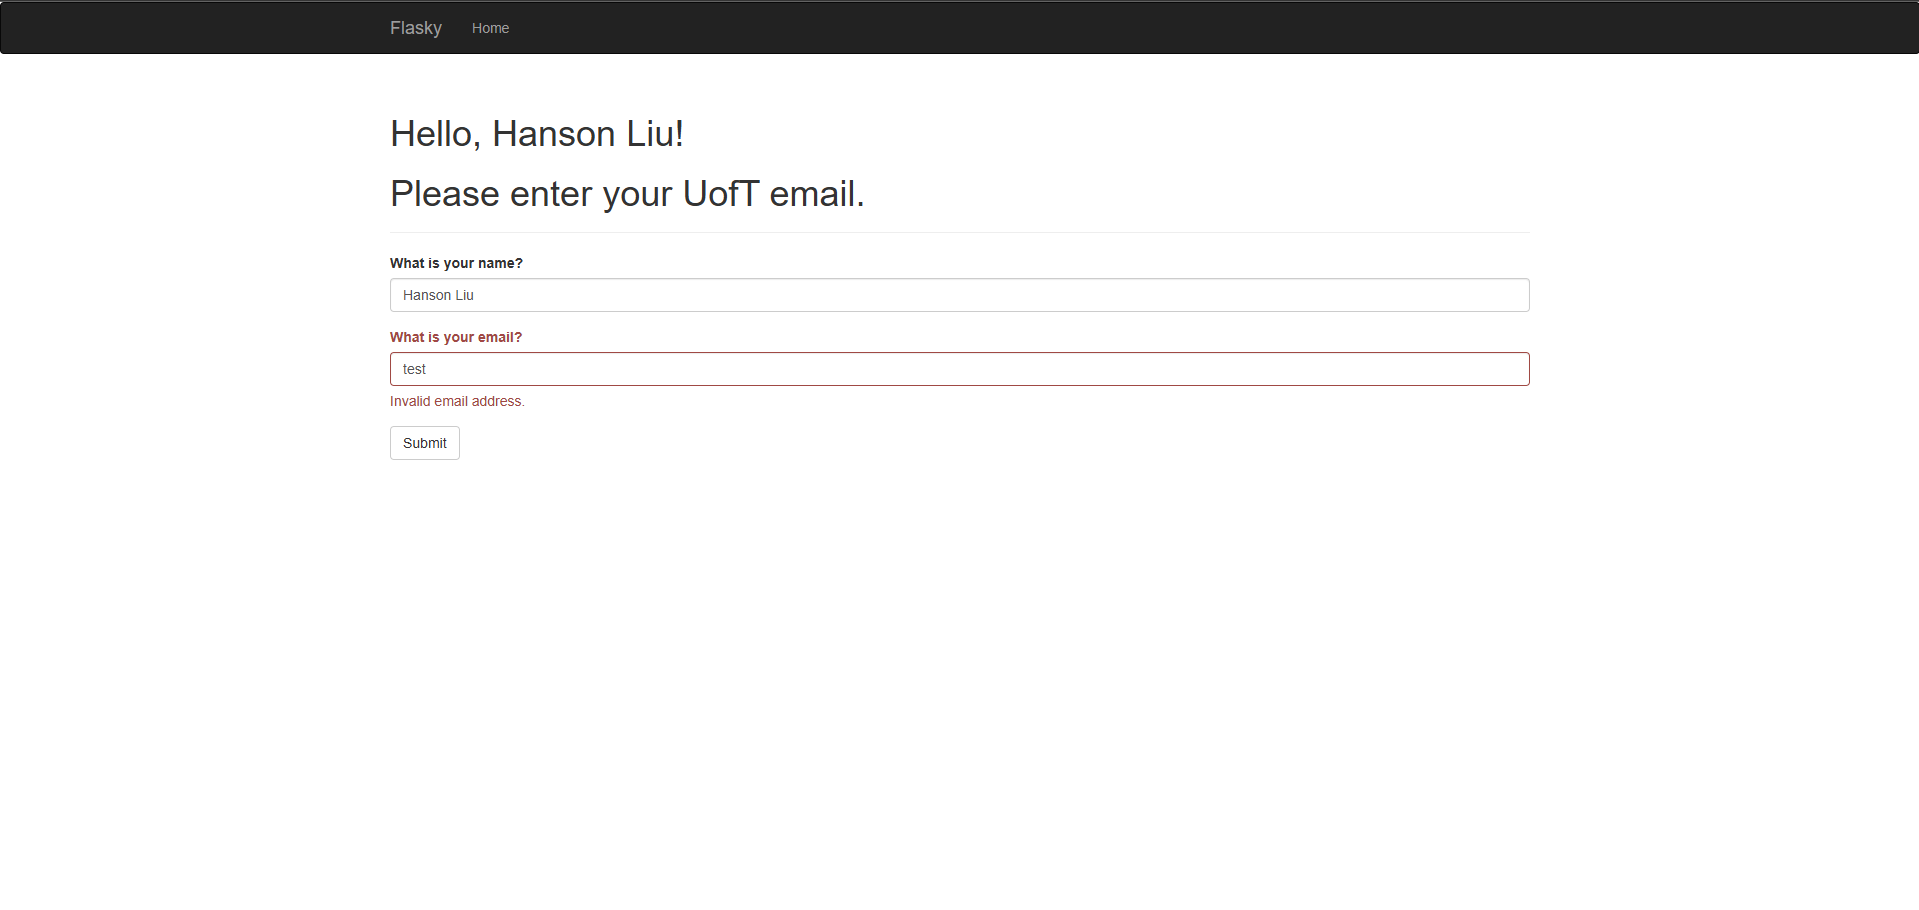 Flasky Home
Hello, Hanson Liu!
Please enter your UofT email.
What is your name?
Hanson Liu
What is your email?
test
Invalid email address.
Submit